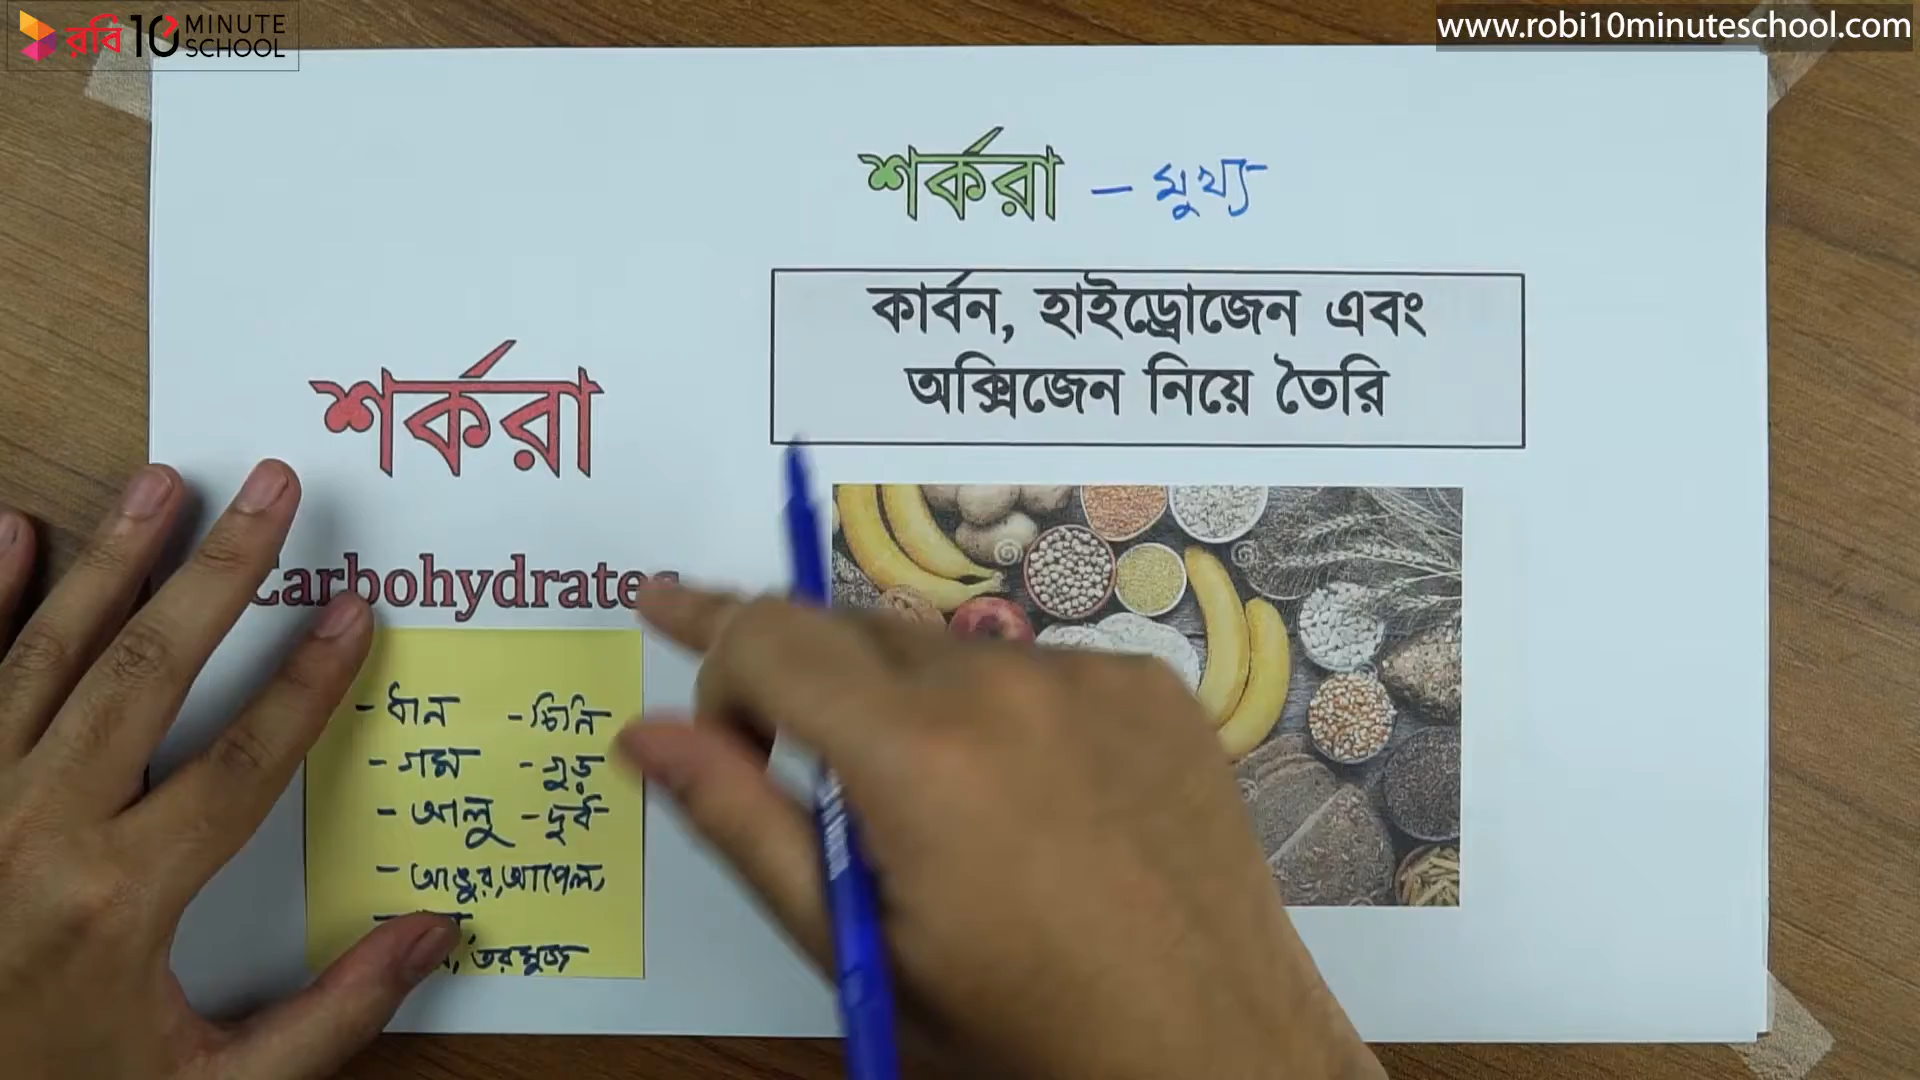 রবি 10 MINUTE SCHOOL
www.robi10minuteschool.com
শর্করা - মুখ্য
কার্বন, হাইড্রোজেন এবং
অক্সিজেন নিয়ে তৈরি
শর্করা
Carbohydrates
- ধান - চিনি
- গম - গুড়
- আলু - দুধ
- আঙুর, আপেল,
তরমুজ